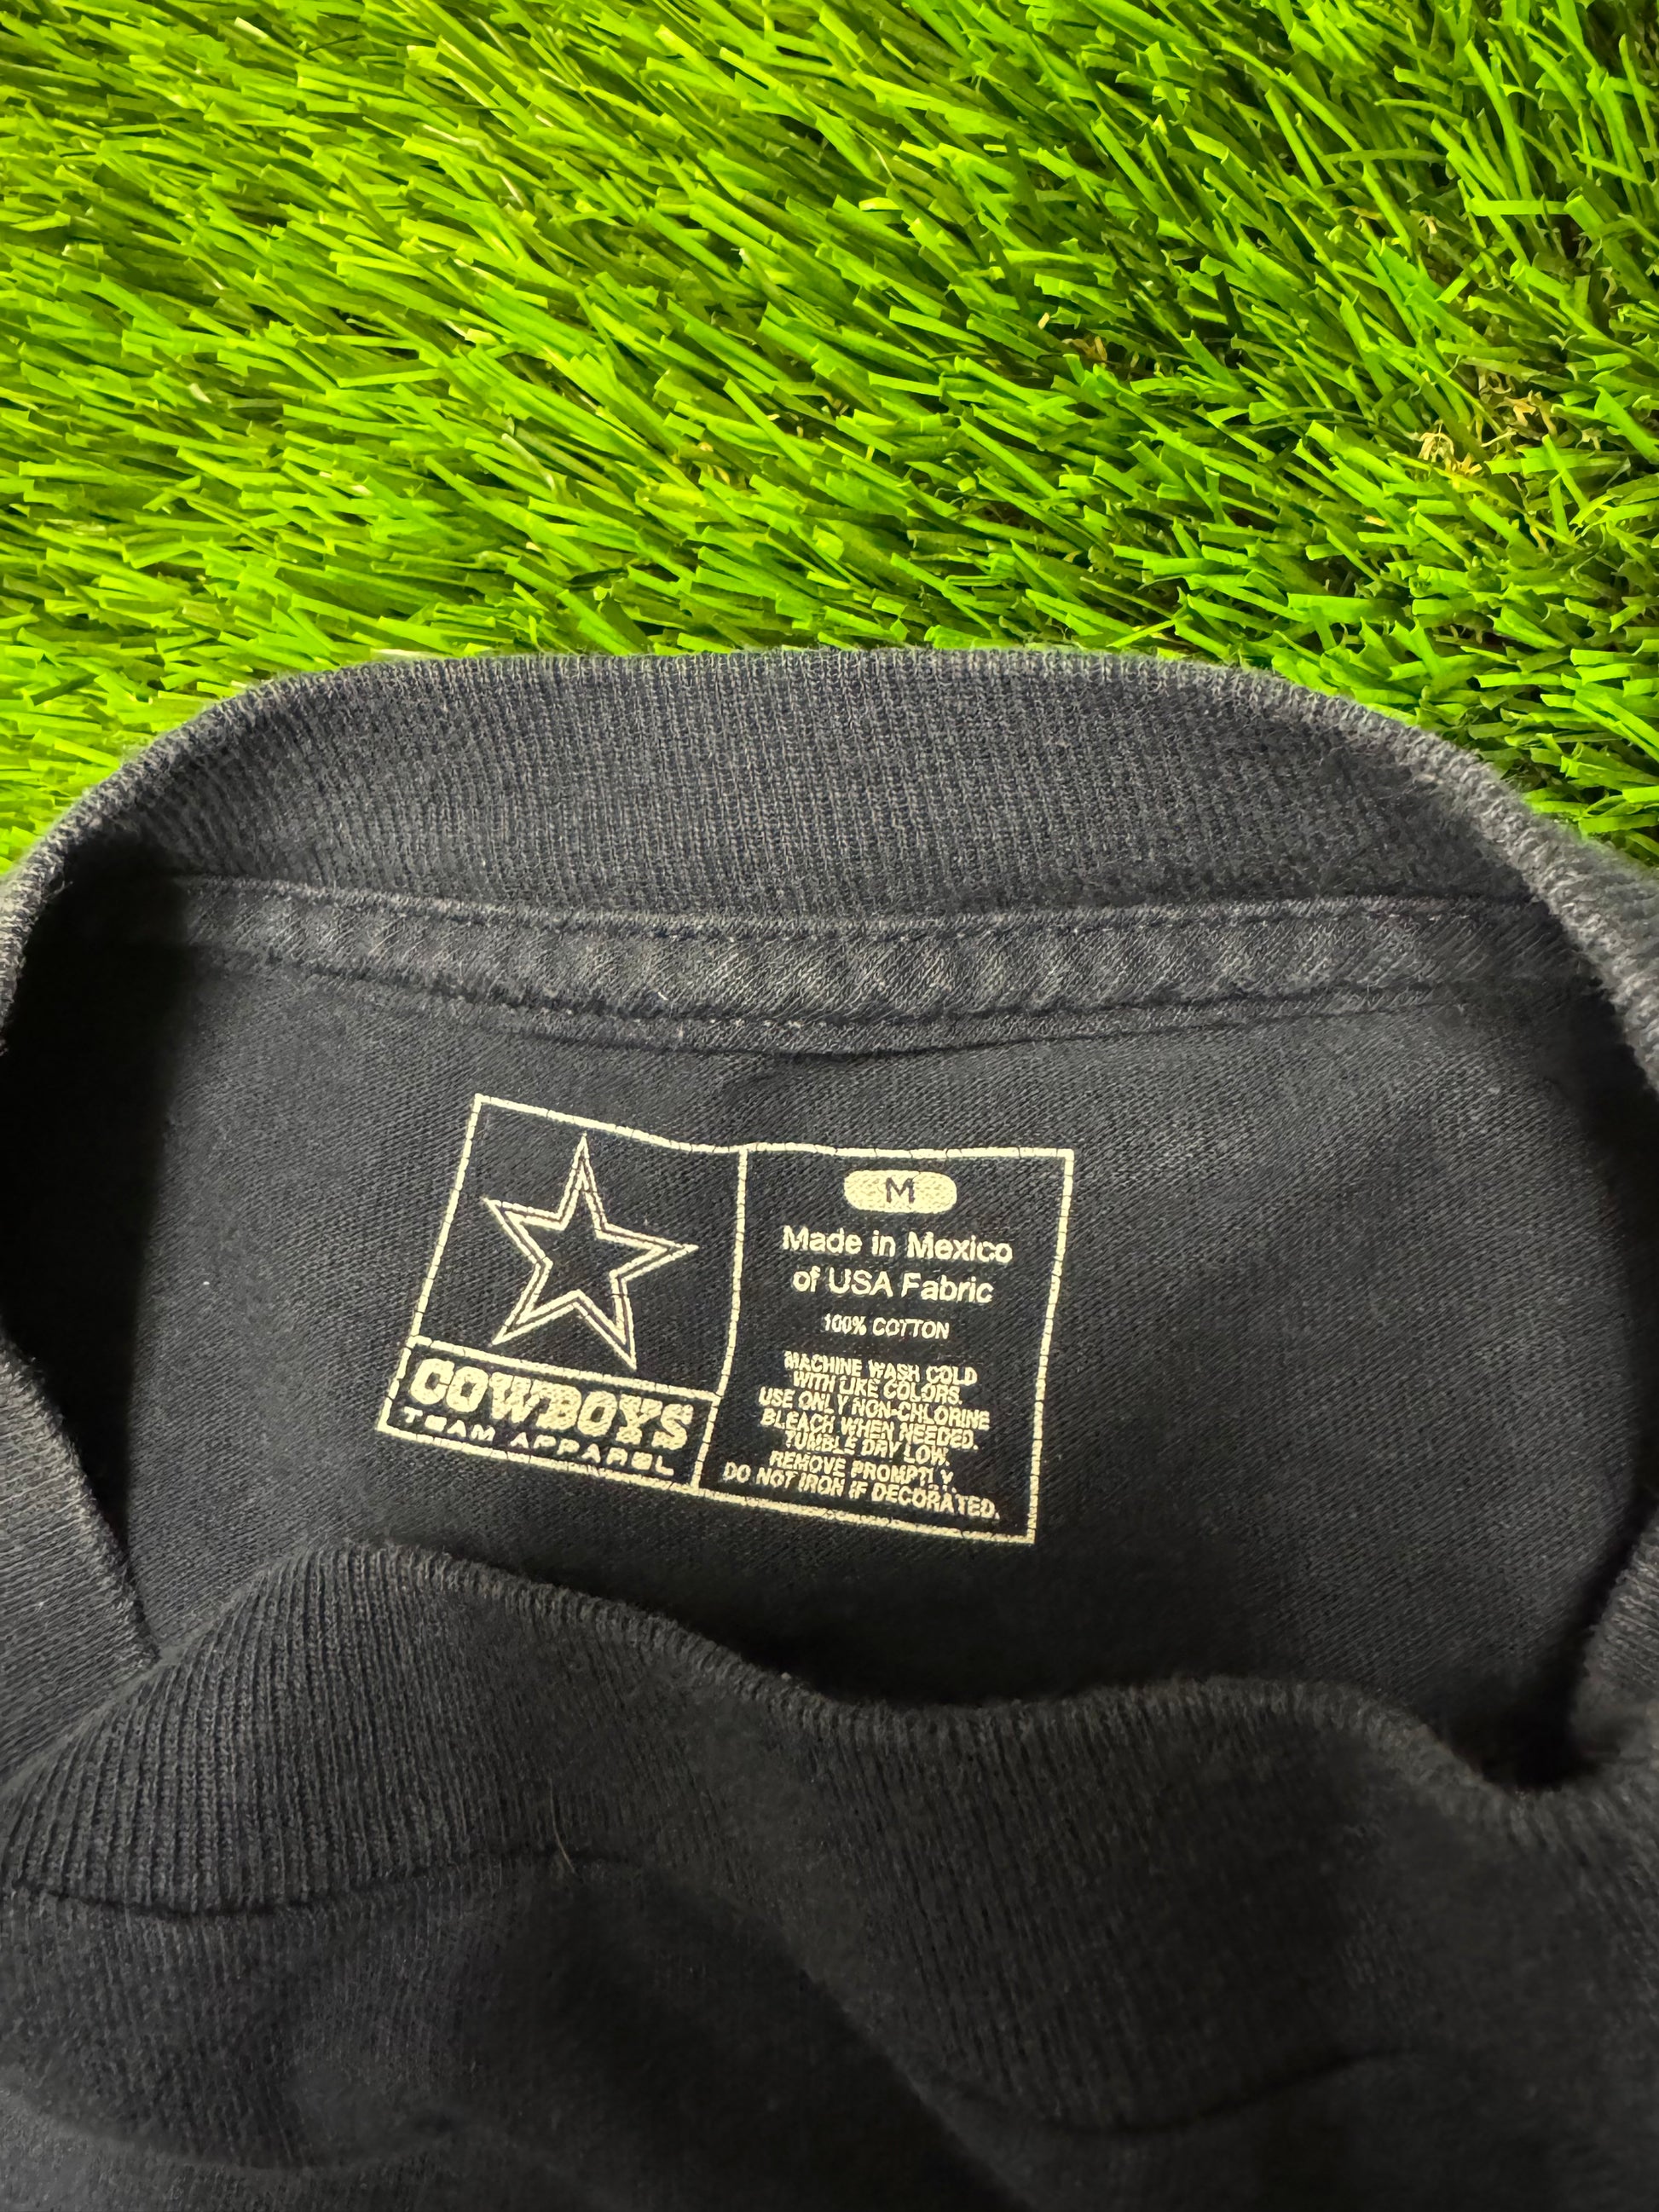 COWBOYS
TEAM APPAREL
M
Made in Mexico
of USA Fabric
100% COTTON
MACHINE WASH COLD
WITH LIKE COLORS.
USE ONLY NON-CHLORINE
BLEACH WHEN NEEDED.
TUMBLE DRY LOW.
REMOVE PROMPTLY.
DO NOT IRON IF DECORATED.